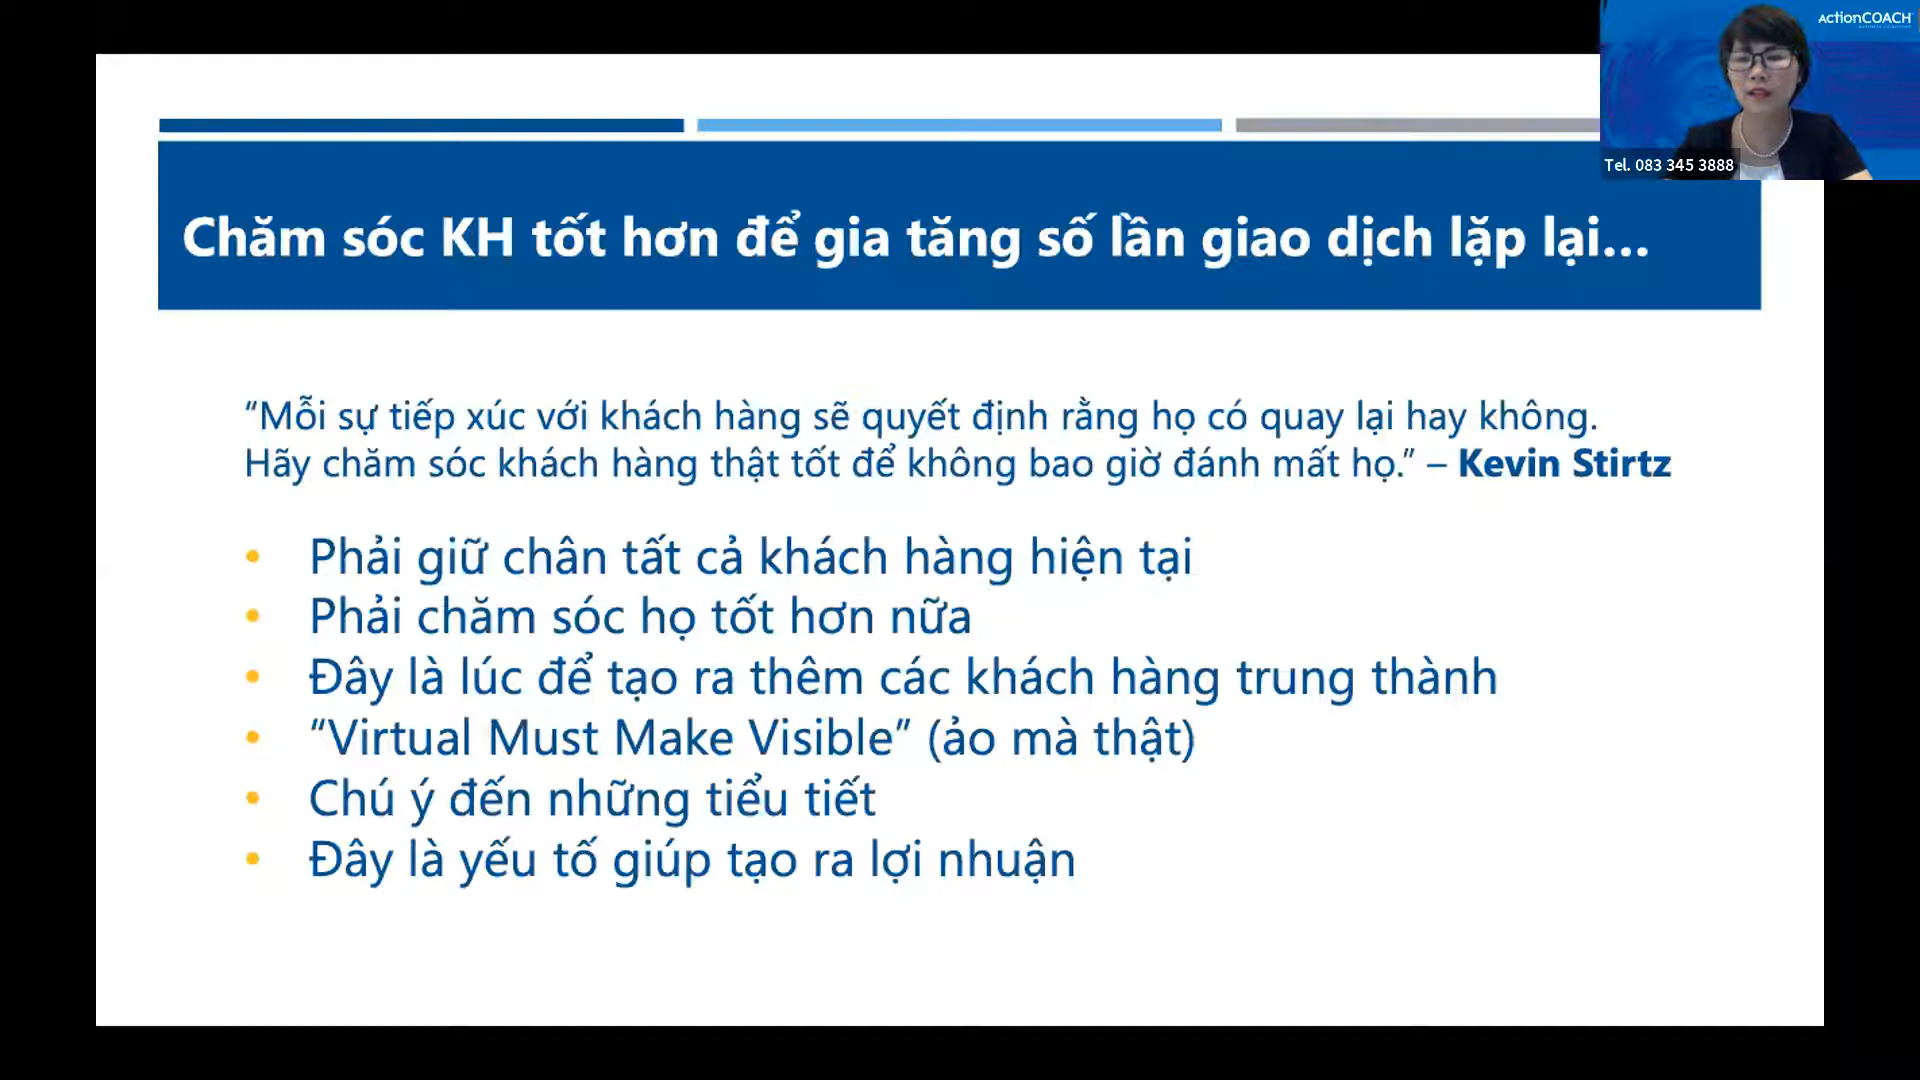 ActionCOACH
Tel. 083 345 3888
Chăm sóc KH tốt hơn để gia tăng số lần giao dịch lặp lại...
“Mỗi sự tiếp xúc với khách hàng sẽ quyết định rằng họ có quay lại hay không.
Hãy chăm sóc khách hàng thật tốt để không bao giờ đánh mất họ.” – Kevin Stirtz
• Phải giữ chân tất cả khách hàng hiện tại
• Phải chăm sóc họ tốt hơn nữa
• Đây là lúc để tạo ra thêm các khách hàng trung thành
• “Virtual Must Make Visible” (ảo mà thật)
• Chú ý đến những tiểu tiết
• Đây là yếu tố giúp tạo ra lợi nhuận